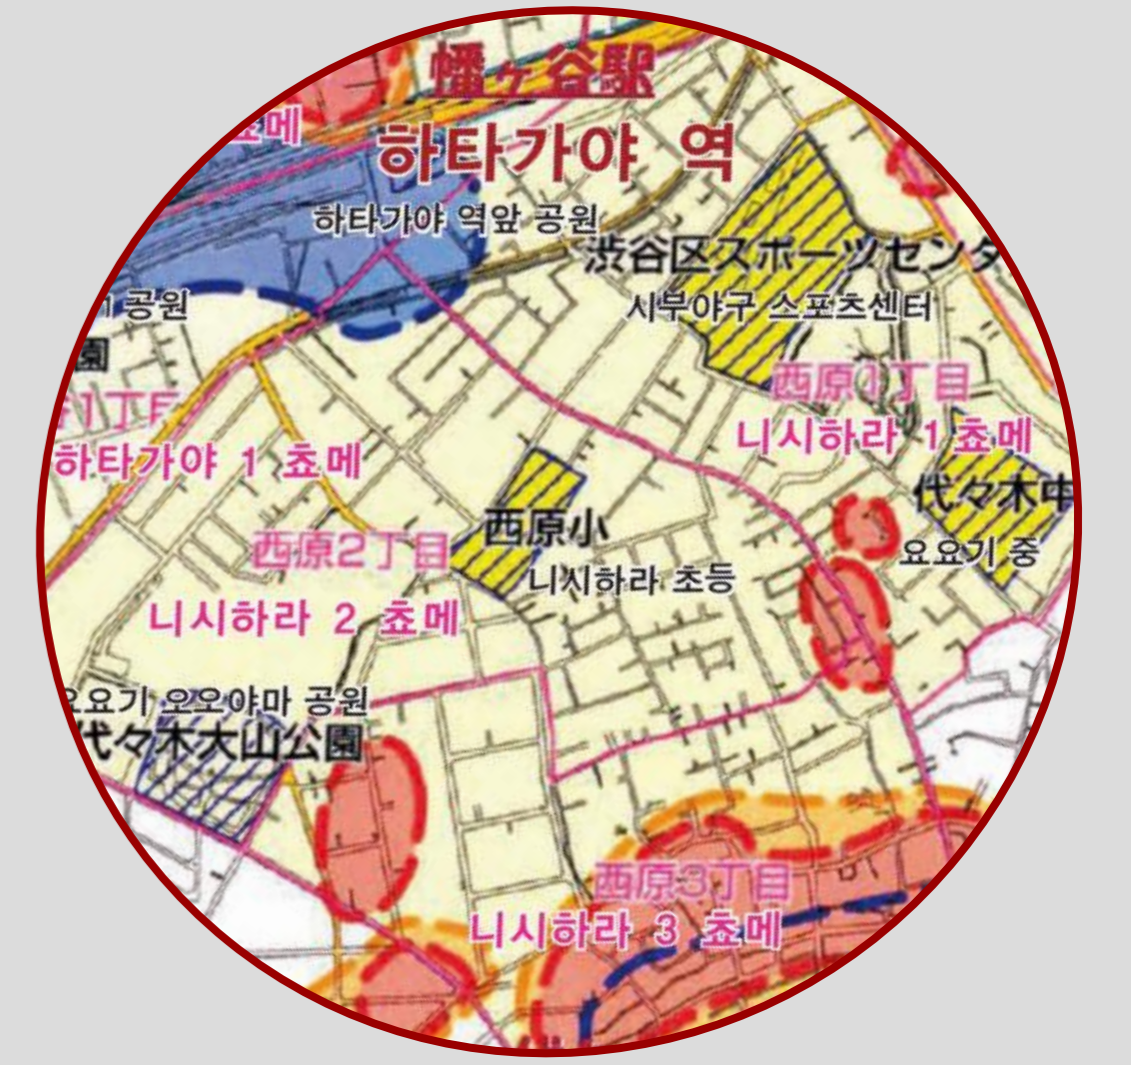 幡ヶ谷駅
쵸메
하타가야 역
하타가야 역앞 공원
渋谷区スポーツセンタ
공원
시부야구 스포츠센터
園
西原1丁目
1丁目
니시하라 1 쵸메
하타가야 1 쵸메
代々木中
西原小
西原2丁目
요요기 중
니시하라 초등
니시하라 2 쵸메
요요기 오오야마 공원
代々木大山公園
西原3丁目
니시하라 3 쵸메